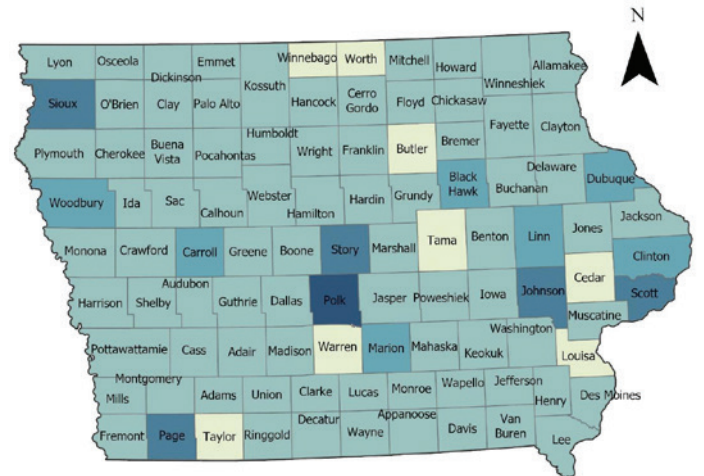 N
Lyon
Osceola
Dickinson
Emmet
Kossuth
Winnebago
Worth
Mitchell
Howard
Winneshiek
Allamakee
Sioux
O'Brien
Clay
Palo Alto
Hancock
Cerro
Gordo
Floyd
Chickasaw
Fayette
Clayton
Plymouth
Cherokee
Buena
Vista
Pocahontas
Humboldt
Wright
Franklin
Butler
Bremer
Black
Hawk
Buchanan
Delaware
Dubuque
Woodbury
Ida
Sac
Calhoun
Webster
Hamilton
Hardin
Grundy
Monona
Crawford
Carroll
Greene
Boone
Story
Marshall
Tama
Benton
Linn
Jones
Jackson
Clinton
Cedar
Harrison
Shelby
Audubon
Guthrie
Dallas
Polk
Jasper
Poweshiek
Iowa
Johnson
Scott
Muscatine
Pottawattamie
Cass
Adair
Madison
Warren
Marion
Mahaska
Keokuk
Washington
Louisa
Mills
Montgomery
Adams
Union
Clarke
Lucas
Monroe
Wapello
Jefferson
Henry
Des Moines
Fremont
Page
Taylor
Ringgold
Decatur
Wayne
Appanoose
Davis
Van
Buren
Lee